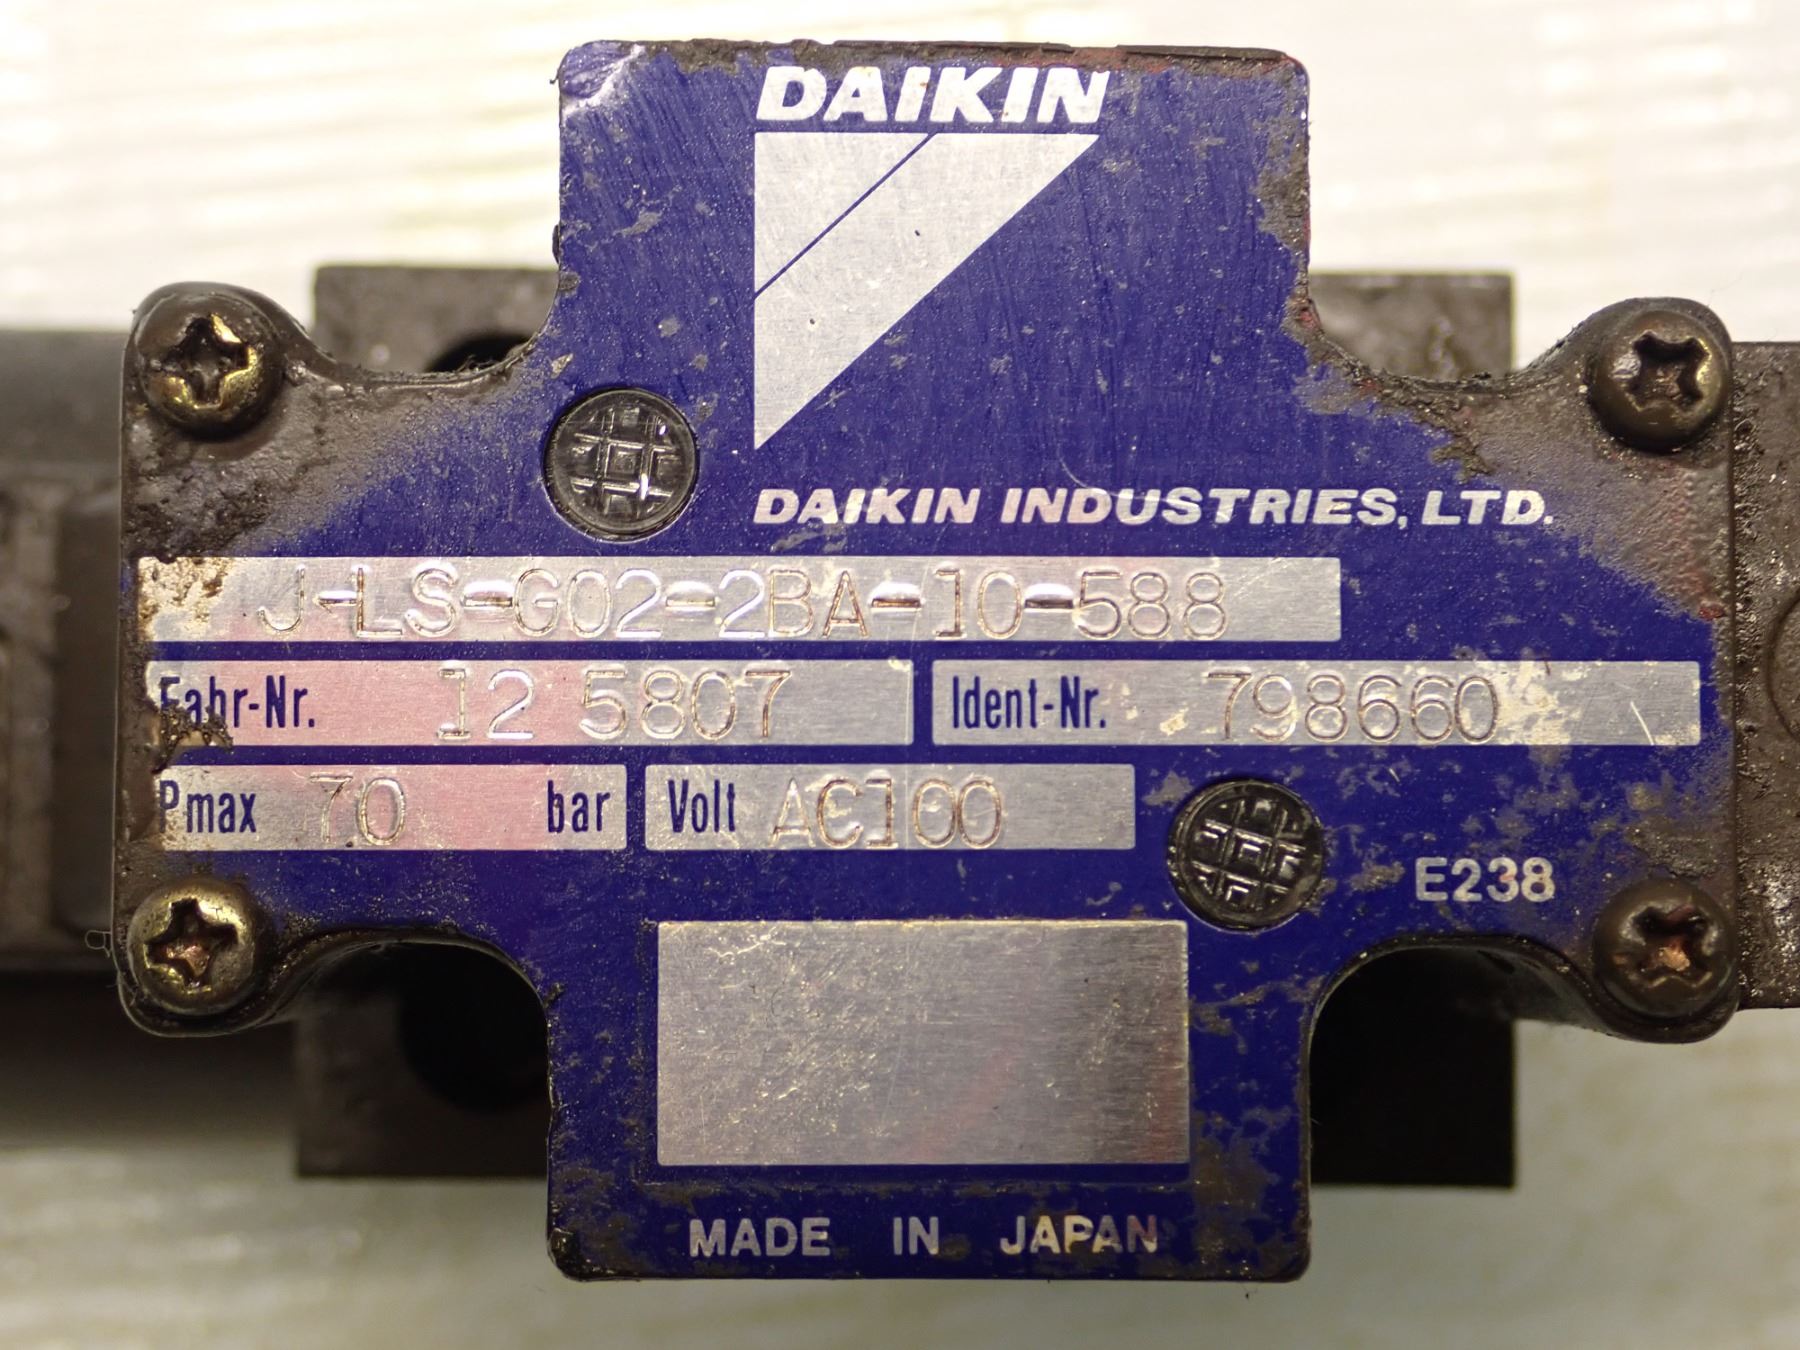 DAIKIN
DAIKIN INDUSTRIES, LTD.
J-LS-G02-2BA-10-588
Fahr-Nr. 12 5807 Ident-Nr. 798660
Pmax 70 bar Volt AC100
E238
MADE IN JAPAN